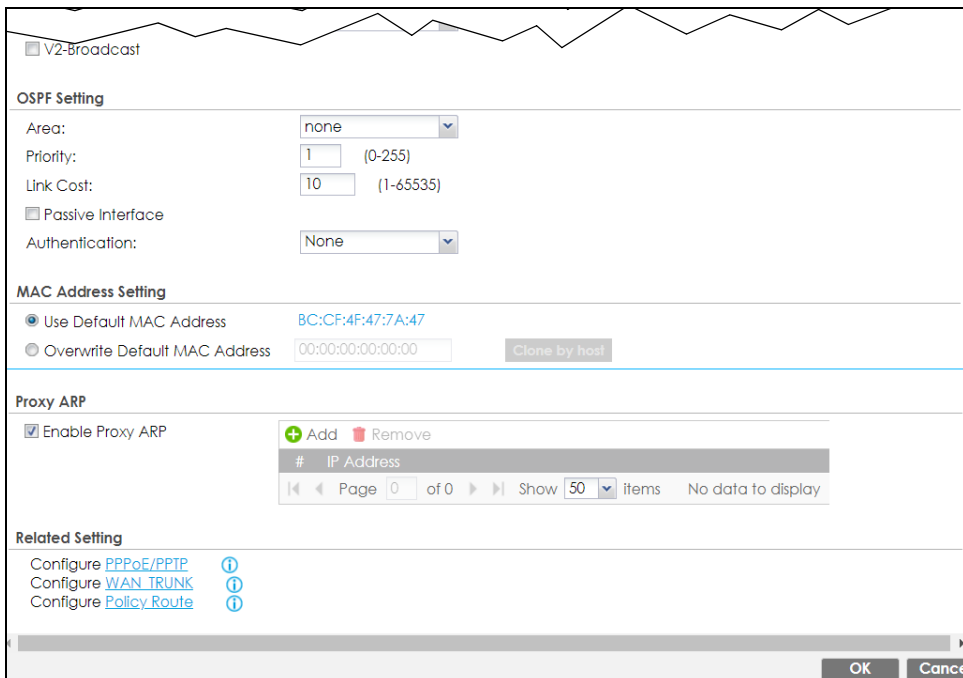 V2-Broadcast
OSPF Setting
Area: none
Priority: 1 (0-255)
Link Cost: 10 (1-65535)
Passive Interface
Authentication: None
MAC Address Setting
Use Default MAC Address BC:CF:4F:47:7A:47
Overwrite Default MAC Address 00:00:00:00:00:00 Clone by host
Proxy ARP
Enable Proxy ARP
Add Remove
# IP Address
Page 0 of 0 Show 50 items No data to display
Related Setting
Configure PPPoE/PPTP
Configure WAN TRUNK
Configure Policy Route
OK Cance